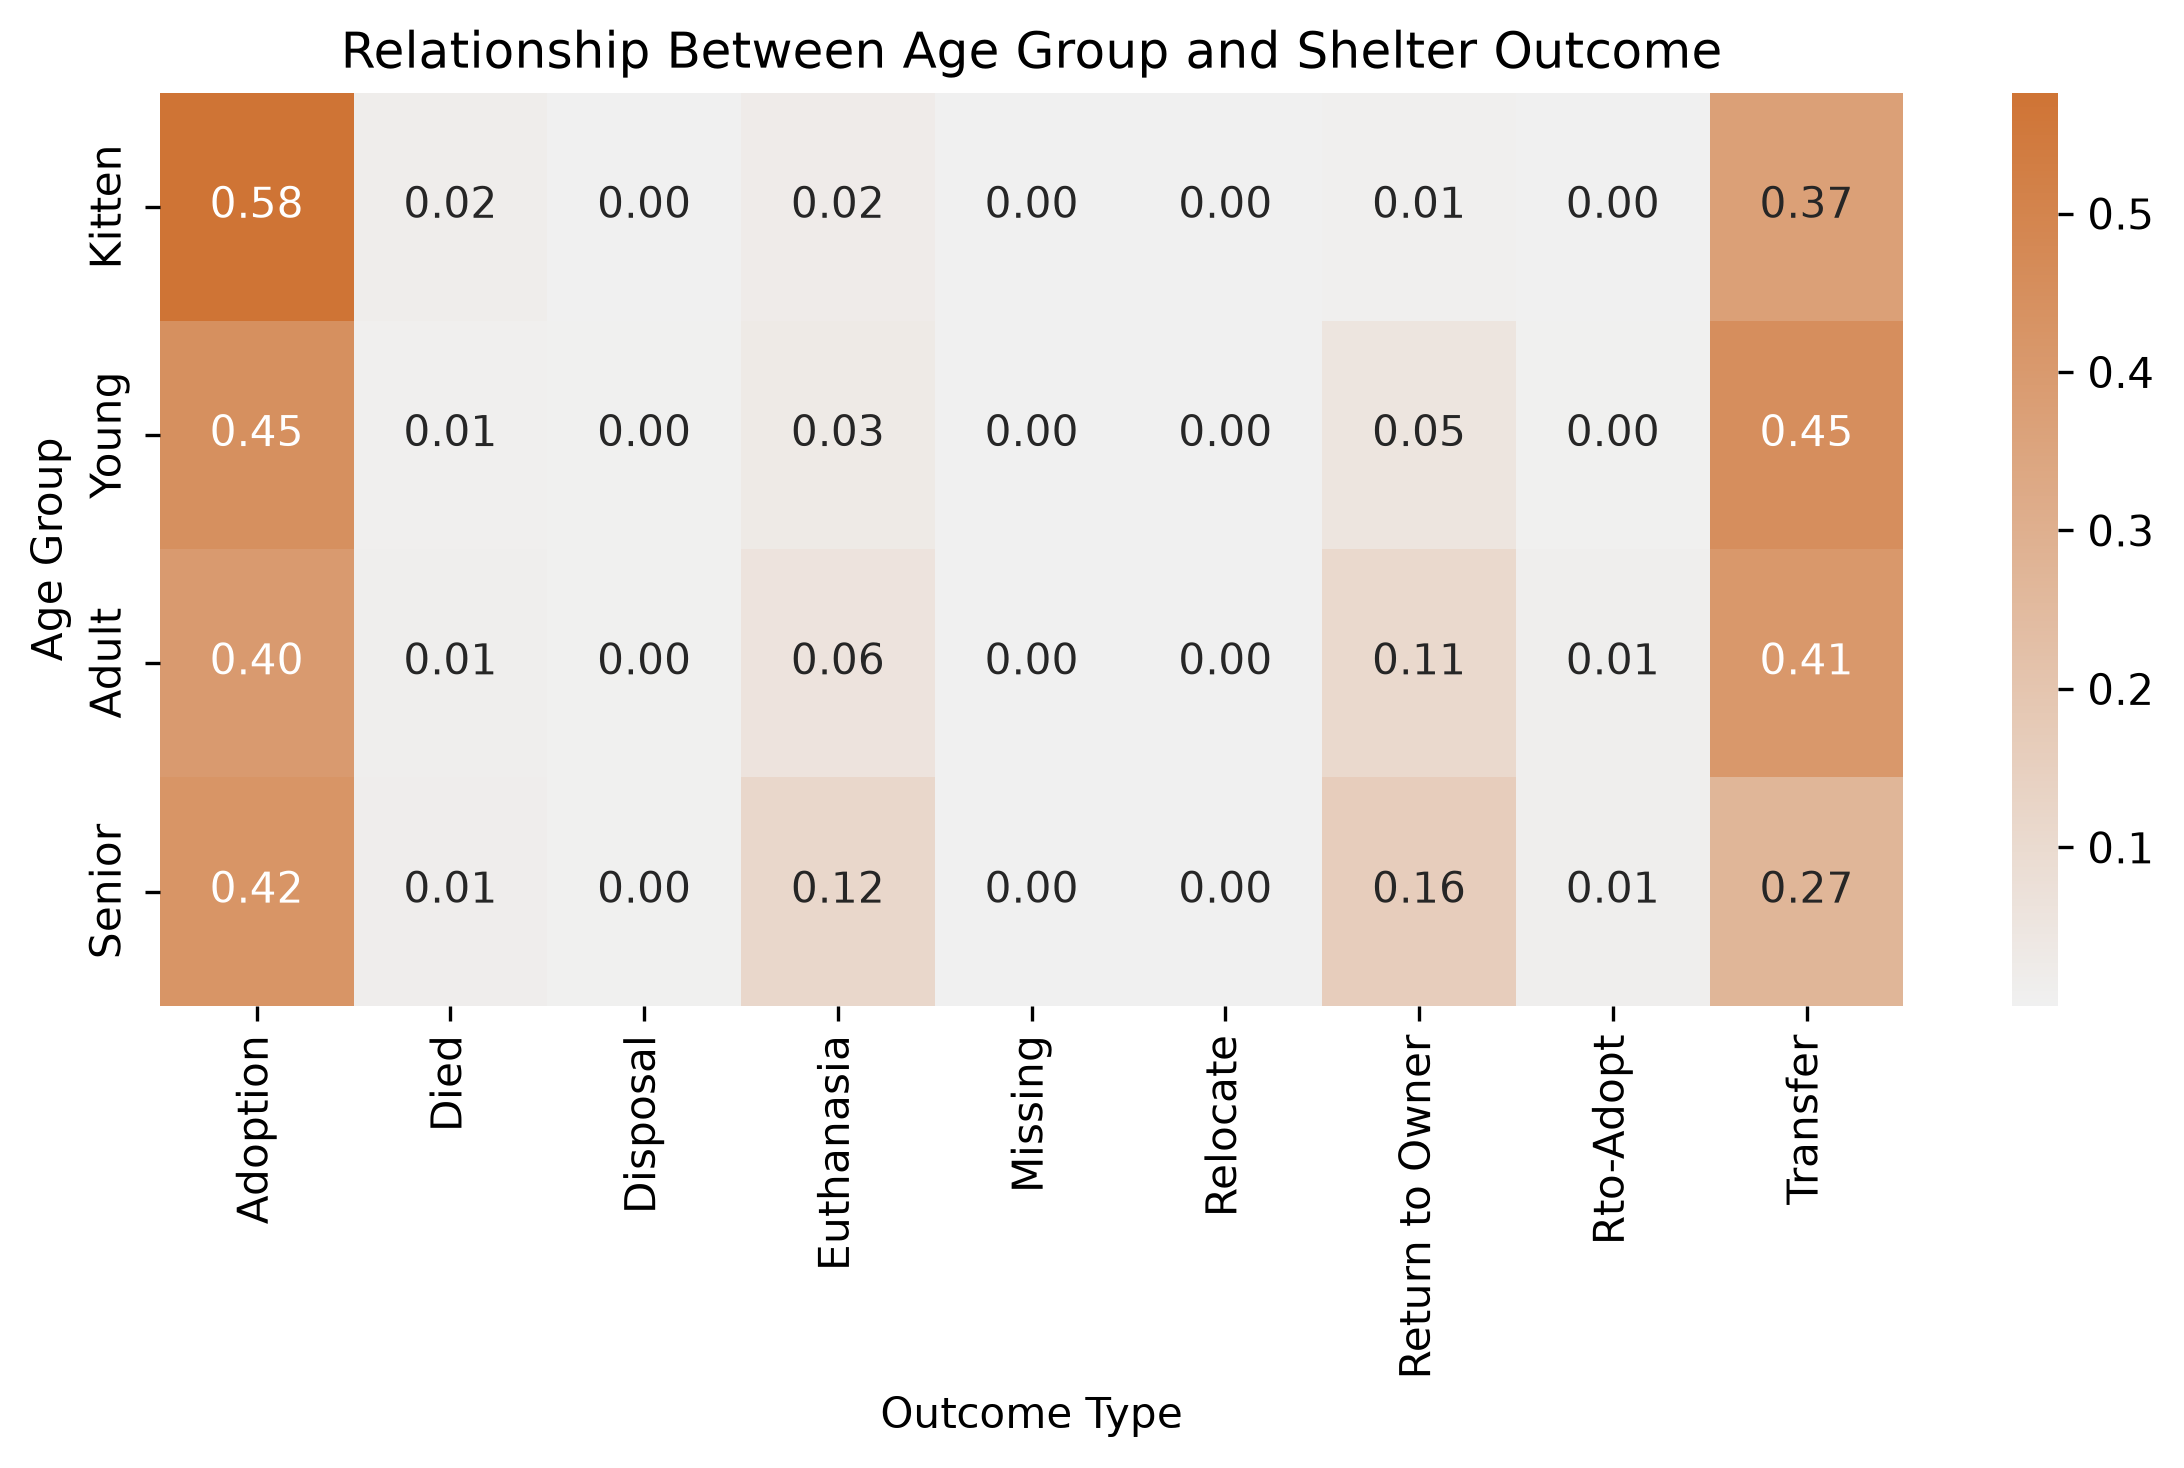 Relationship Between Age Group and Shelter Outcome
Age Group
Kitten
0.58 0.02 0.00 0.02 0.00 0.00 0.01 0.00 0.37
Young
0.45 0.01 0.00 0.03 0.00 0.00 0.05 0.00 0.45
Adult
0.40 0.01 0.00 0.06 0.00 0.00 0.11 0.01 0.41
Senior
0.42 0.01 0.00 0.12 0.00 0.00 0.16 0.01 0.27
Adoption
Died
Disposal
Euthanasia
Missing
Relocate
Return to Owner
Rto-Adopt
Transfer
Outcome Type
0.5
0.4
0.3
0.2
0.1